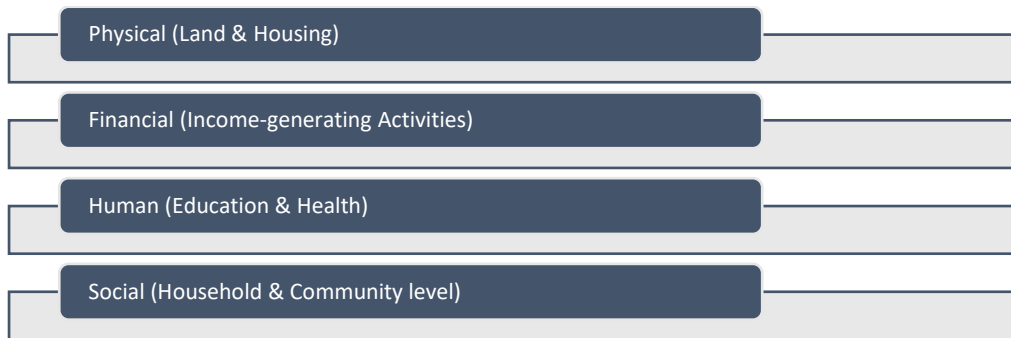 Physical (Land & Housing)
Financial (Income-generating Activities)
Human (Education & Health)
Social (Household & Community level)